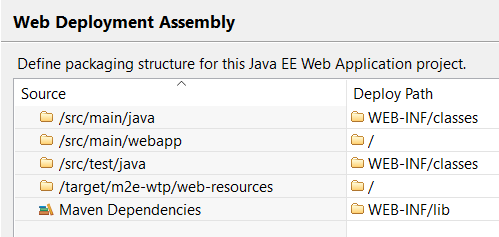 Web Deployment Assembly
Define packaging structure for this Java EE Web Application project.
Source Deploy Path
/src/main/java WEB-INF/classes
/src/main/webapp /
/src/test/java WEB-INF/classes
/target/m2e-wtp/web-resources /
Maven Dependencies WEB-INF/lib